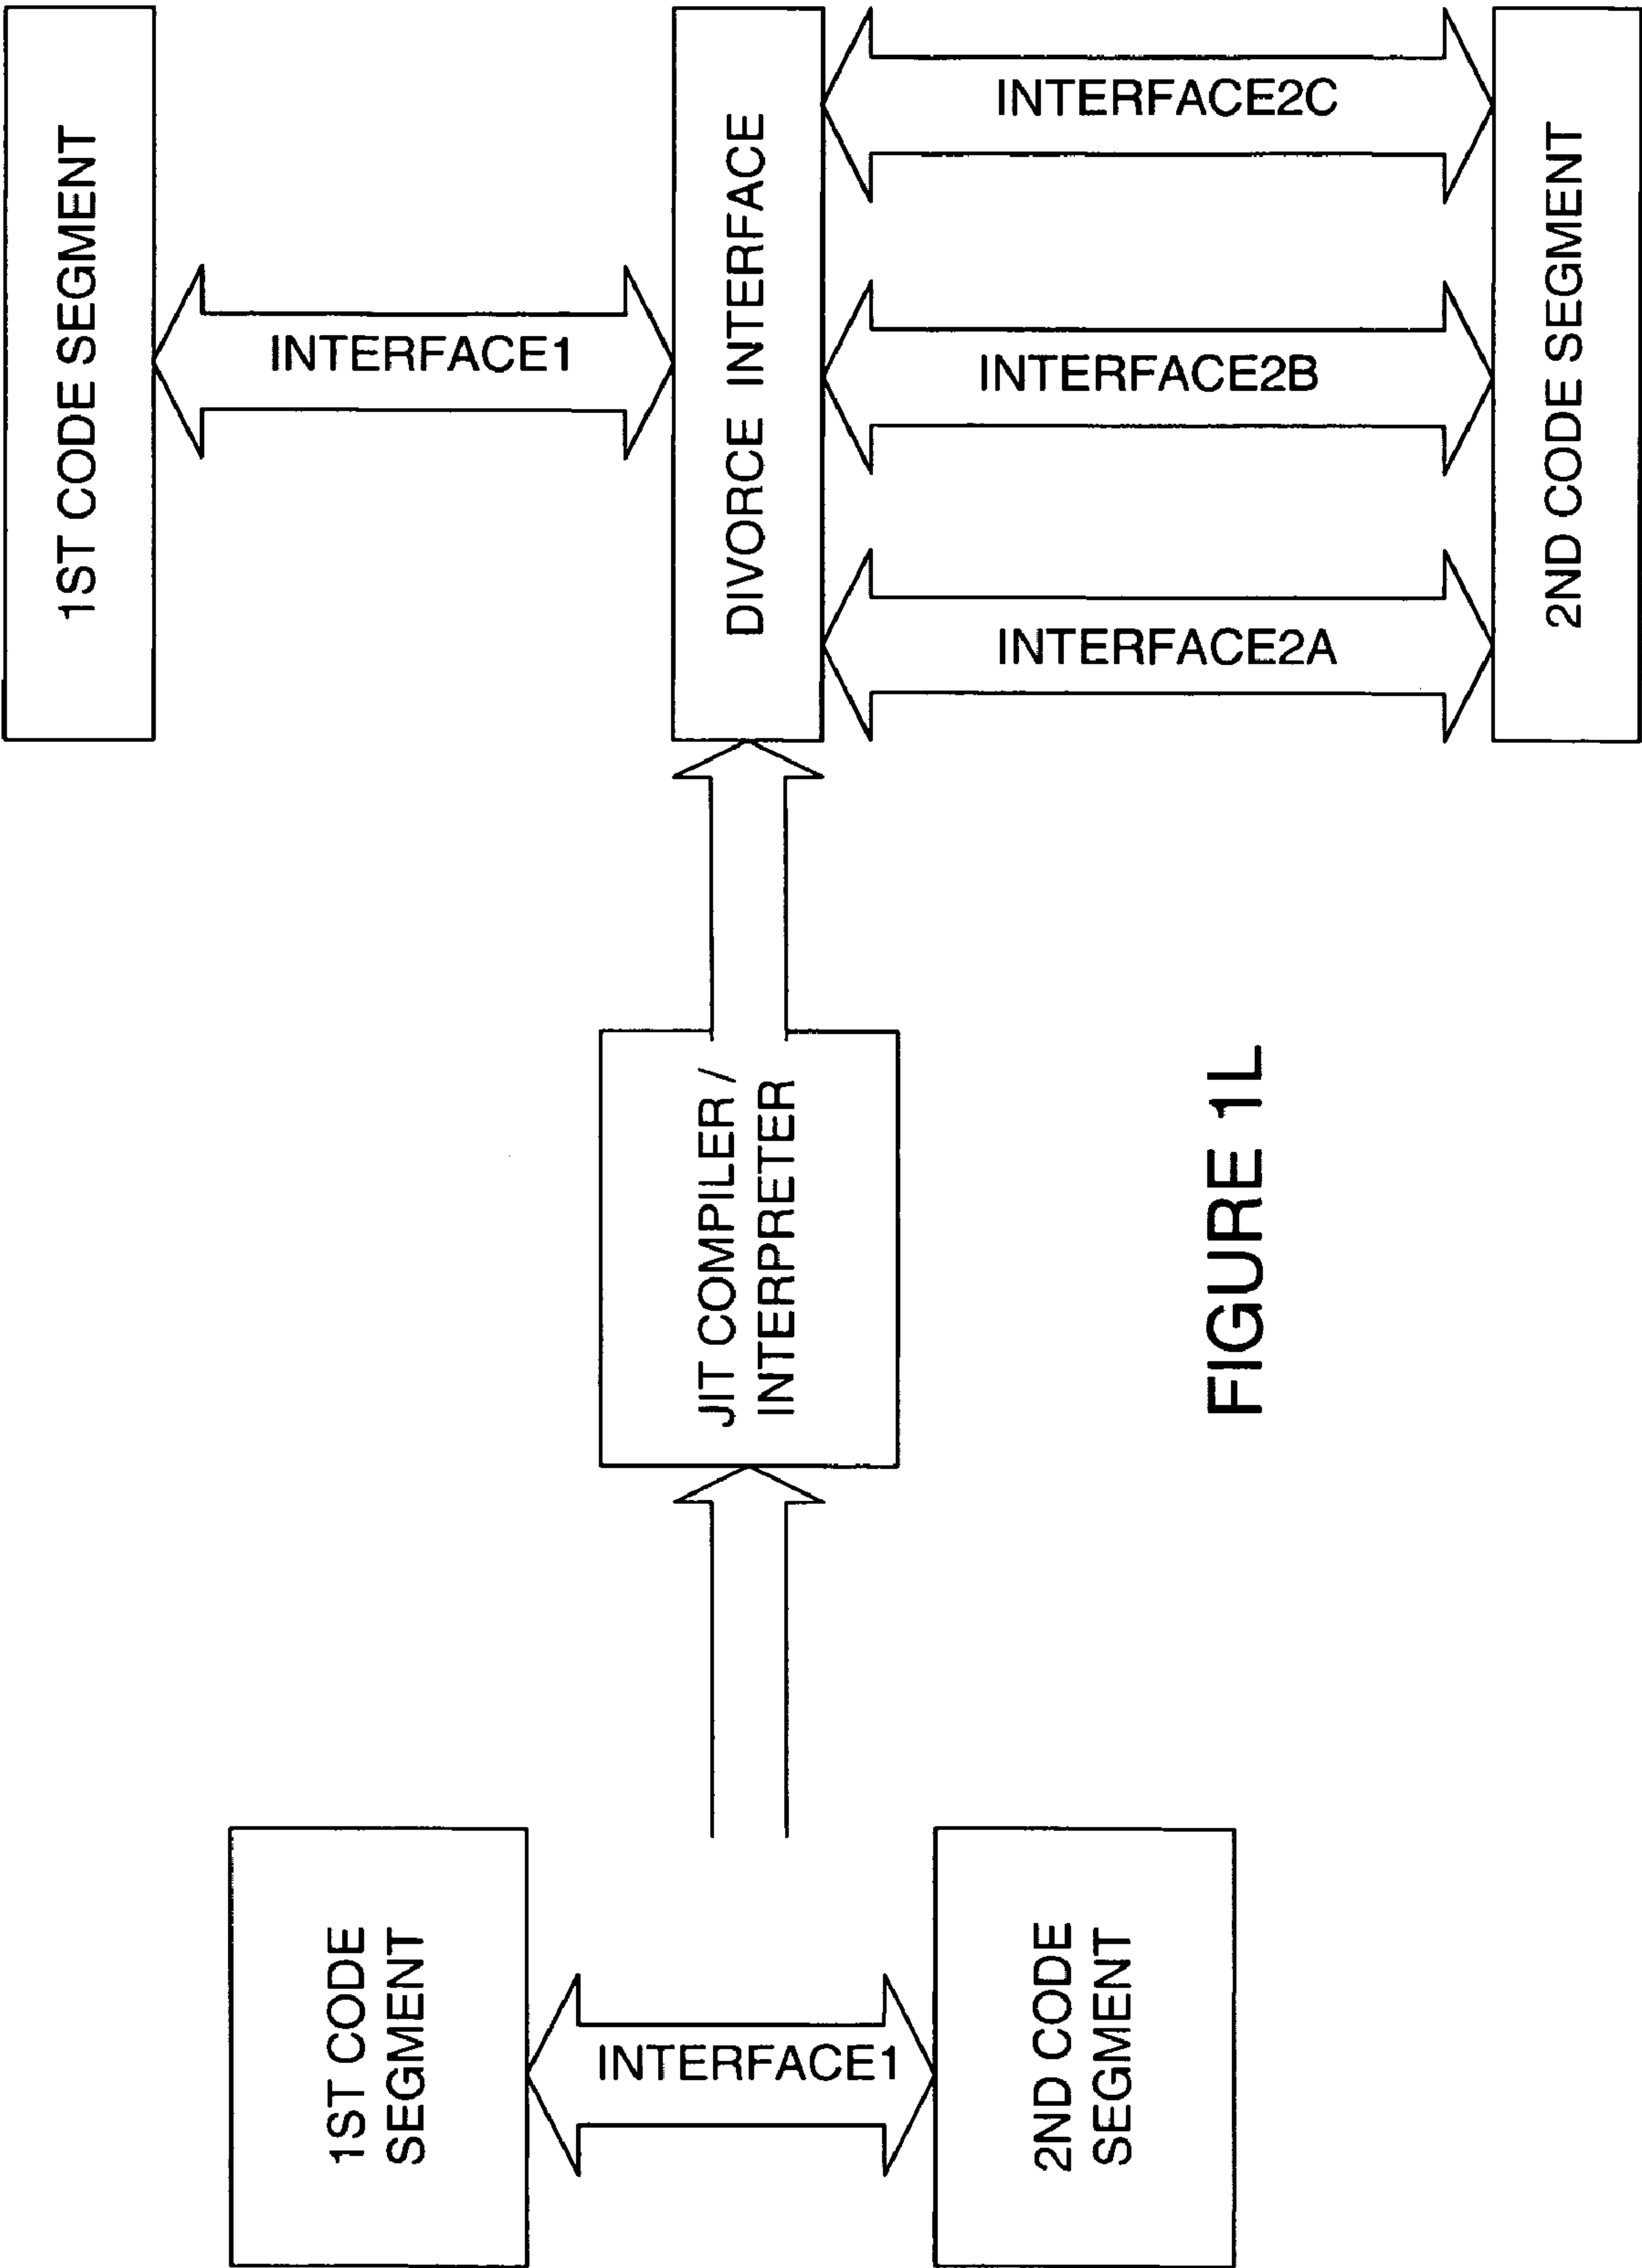 1ST CODE SEGMENT
INTERFACE1
DIVORCE INTERFACE
INTERFACE2A
INTERFACE2B
INTERFACE2C
2ND CODE SEGMENT
JIT COMPILER /
INTERPRETER
1ST CODE
SEGMENT
INTERFACE1
2ND CODE
SEGMENT
FIGURE 1L